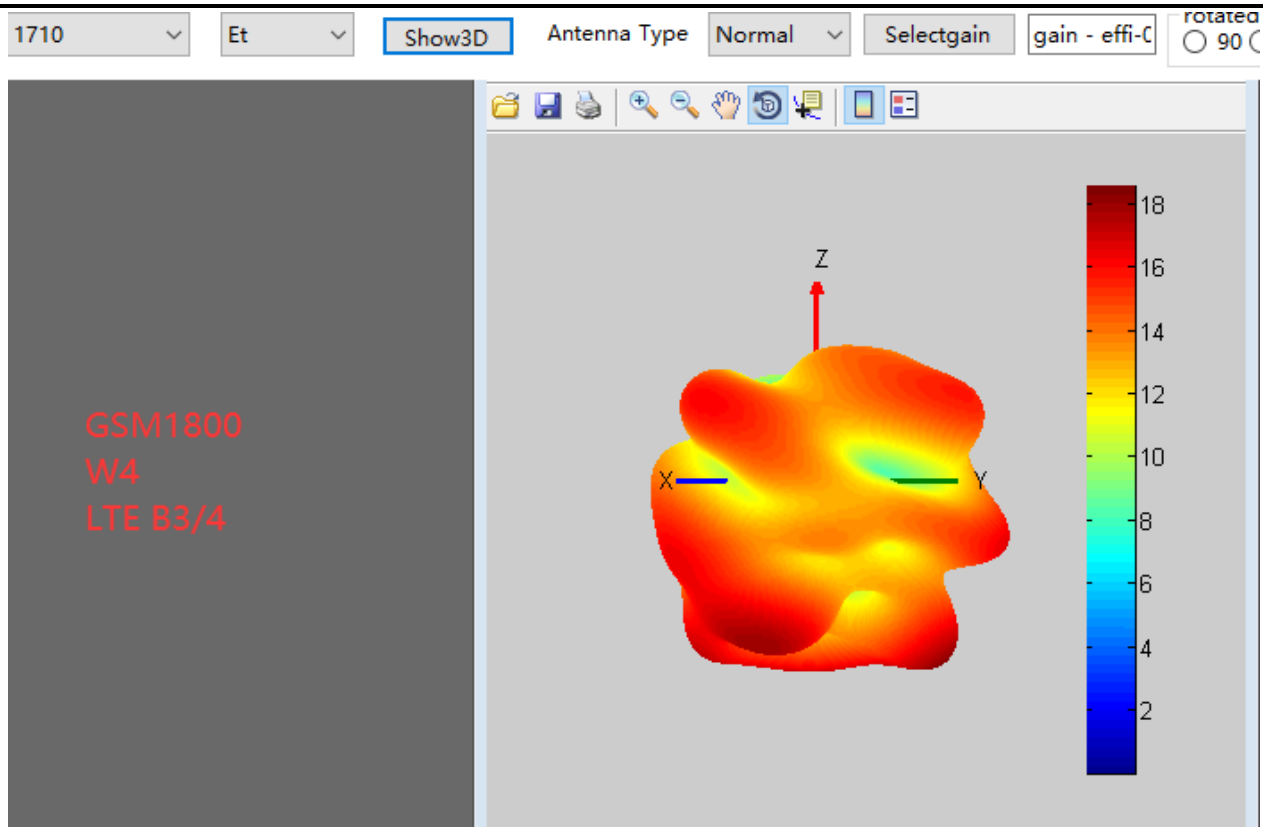 1710 Et Show3D Antenna Type Normal Selectgain gain - effi-
rotated
90
Z
X
Y
18
16
14
12
10
8
6
4
2
GSM1800
W4
LTE B3/4